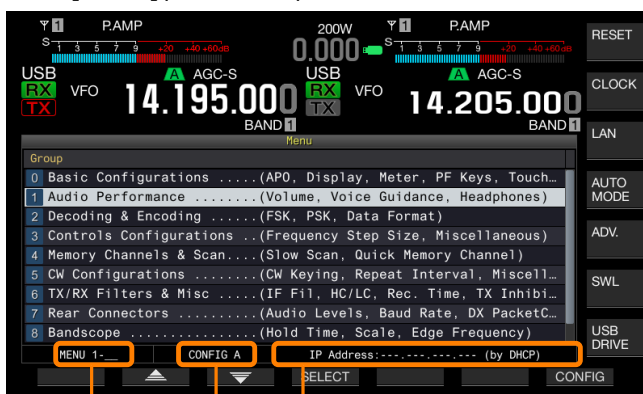 1 P.AMP 200W 1 P.AMP RESET
S 1 3 5 7 9 +20 +40 +60dB 0.000 S 1 3 5 7 9 +20 +40 +60dB
USB A AGC-S USB A AGC-S
RX VFO 14.195.000 RX VFO 14.205.000 CLOCK
TX TX
BAND 1 BAND 1
LAN
Menu
Group
0 Basic Configurations .....(APO, Display, Meter, PF Keys, Touch…
1 Audio Performance ........(Volume, Voice Guidance, Headphones)
AUTO
MODE
2 Decoding & Encoding ......(FSK, PSK, Data Format)
3 Controls Configurations ..(Frequency Step Size, Miscellaneous)
ADV.
4 Memory Channels & Scan....(Slow Scan, Quick Memory Channel)
5 CW Configurations ........(CW Keying, Repeat Interval, Miscell…
SWL
6 TX/RX Filters & Misc .....(IF Fil, HC/LC, Rec. Time, TX Inhibi…
7 Rear Connectors ..........(Audio Levels, Baud Rate, DX PacketC…
8 Bandscope ................(Hold Time, Scale, Edge Frequency)
USB
DRIVE
MENU 1-__ CONFIG A IP Address:---.---.---.--- (by DHCP)
SELECT CONFIG